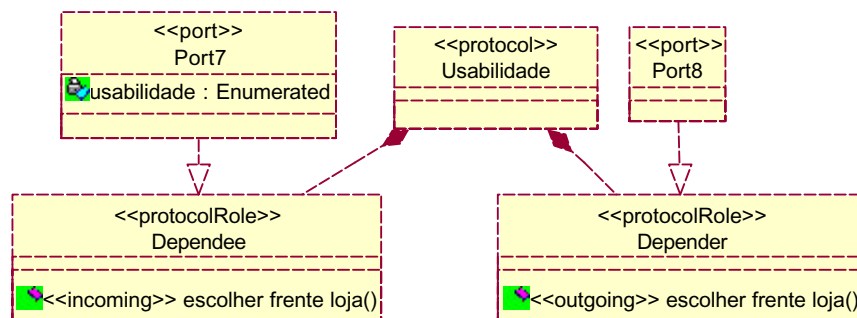 <<port>>
Port7
usabilidade : Enumerated
<<protocol>>
Usabilidade
<<port>>
Port8
<<protocolRole>>
Dependee
<<incoming>> escolher frente loja()
<<protocolRole>>
Depender
<<outgoing>> escolher frente loja()